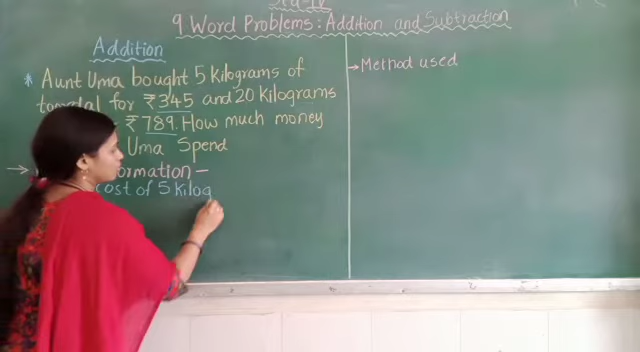 9 Word Problems: Addition and Subtraction
Addition
* Aunt Uma bought 5 kilograms of
for ₹345 and 20 kilograms
₹789. How much money
Uma Spend
→ ormation -
cost of 5 kilog
→ Method used